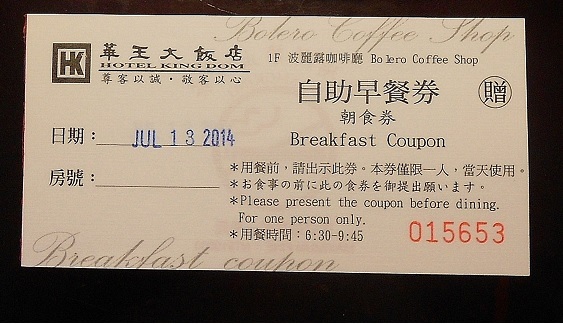 Bolero Coffee Shop
HK 華王大飯店
HOTEL KINGDOM
尊客以誠·敬客以心
1F 波麗露咖啡廳 Bolero Coffee Shop
自助早餐券 贈
朝食券
Breakfast Coupon
日期: JUL 13 2014
房號:
*用餐前,請出示此券。本券僅限一人,當天使用。
*お食事の前に此の食券を御提出願います。
*Please present the coupon before dining.
For one person only.
*用餐時間:6:30-9:45
015653
Breakfast coupon